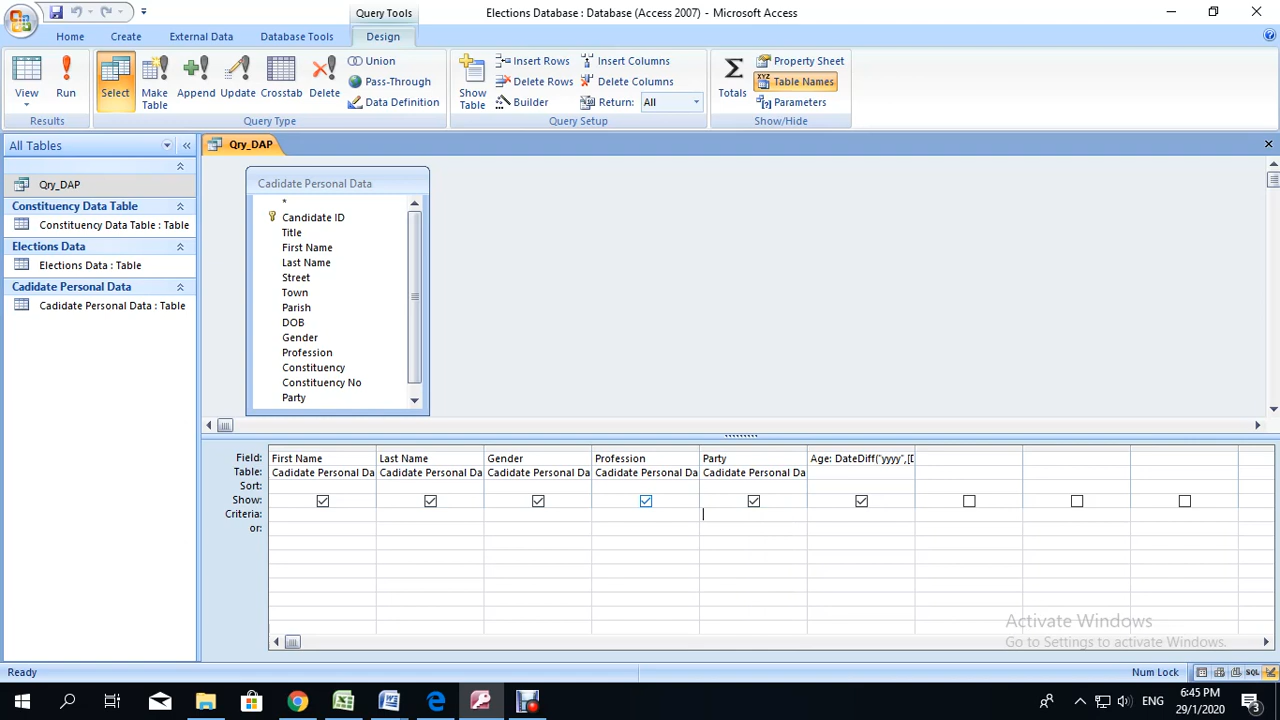 Query Tools
Elections Database : Database (Access 2007) - Microsoft Access
Home Create External Data Database Tools Design
View
Run
Select
Make Table
Append
Update
Crosstab
Delete
Union
Pass-Through
Data Definition
Show Table
Insert Rows
Delete Rows
Builder
Insert Columns
Delete Columns
Return: All
Totals
Property Sheet
XYZ Table Names
Parameters
Results Query Type Query Setup Show/Hide
All Tables
Qry_DAP
Constituency Data Table
Constituency Data Table : Table
Elections Data
Elections Data : Table
Cadidate Personal Data
Cadidate Personal Data : Table
Qry_DAP
Cadidate Personal Data
*
Candidate ID
Title
First Name
Last Name
Street
Town
Parish
DOB
Gender
Profession
Constituency
Constituency No
Party
Field: First Name Last Name Gender Profession Party Age: DateDiff("yyyy",[D
Table: Cadidate Personal Da Cadidate Personal Da Cadidate Personal Da Cadidate Personal Da Cadidate Personal Da
Sort:
Show:
Criteria:
or:
Activate Windows
Go to Settings to activate Windows.
Ready
Num Lock
SQL
ENG
6:45 PM
29/1/2020
3